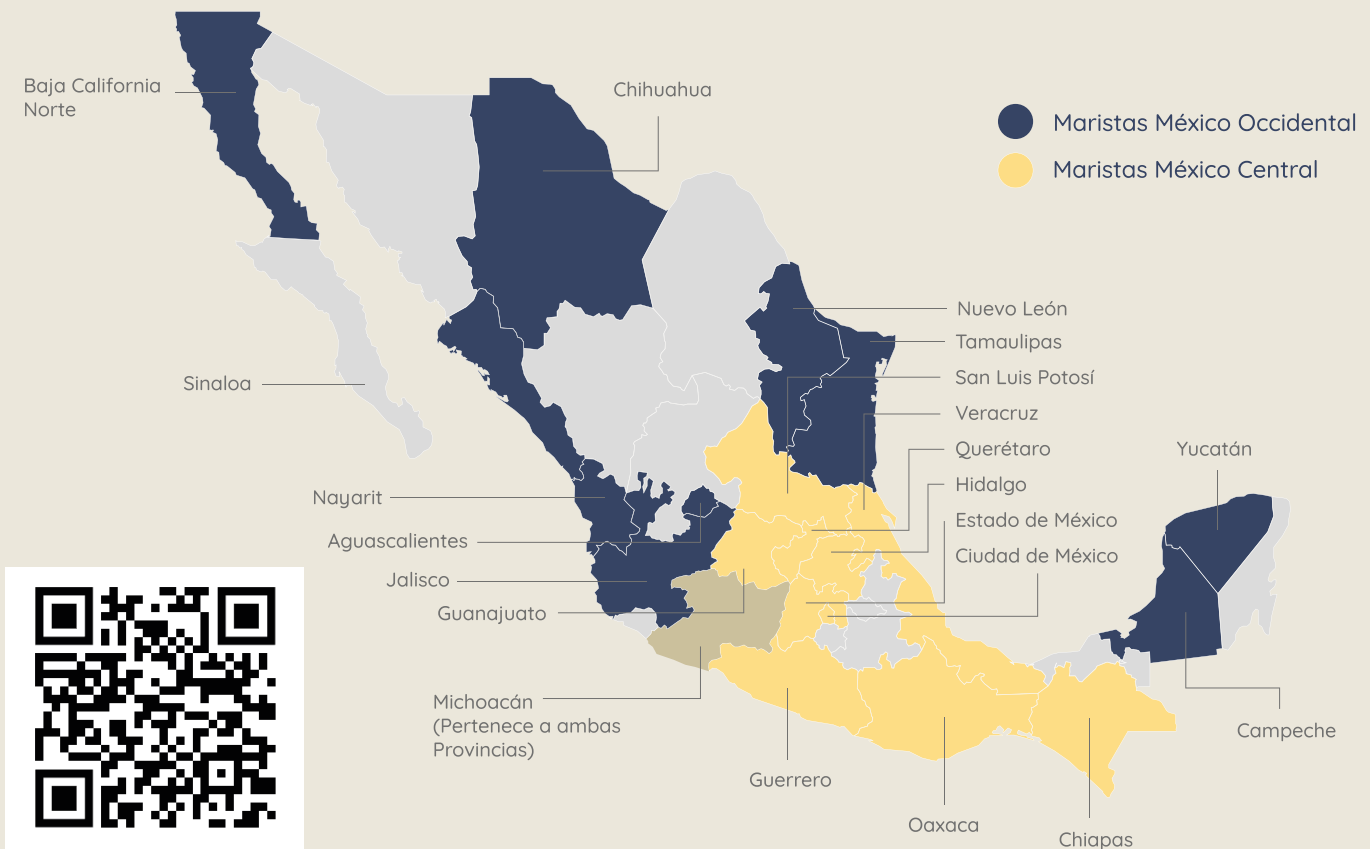 Baja California
Norte
Chihuahua
Maristas México Occidental
Maristas México Central
Nuevo León
Tamaulipas
San Luis Potosí
Sinaloa
Veracruz
Querétaro
Yucatán
Hidalgo
Nayarit
Estado de México
Aguascalientes
Ciudad de México
Jalisco
Guanajuato
Michoacán
(Pertenece a ambas
Provincias)
Campeche
Guerrero
Oaxaca
Chiapas